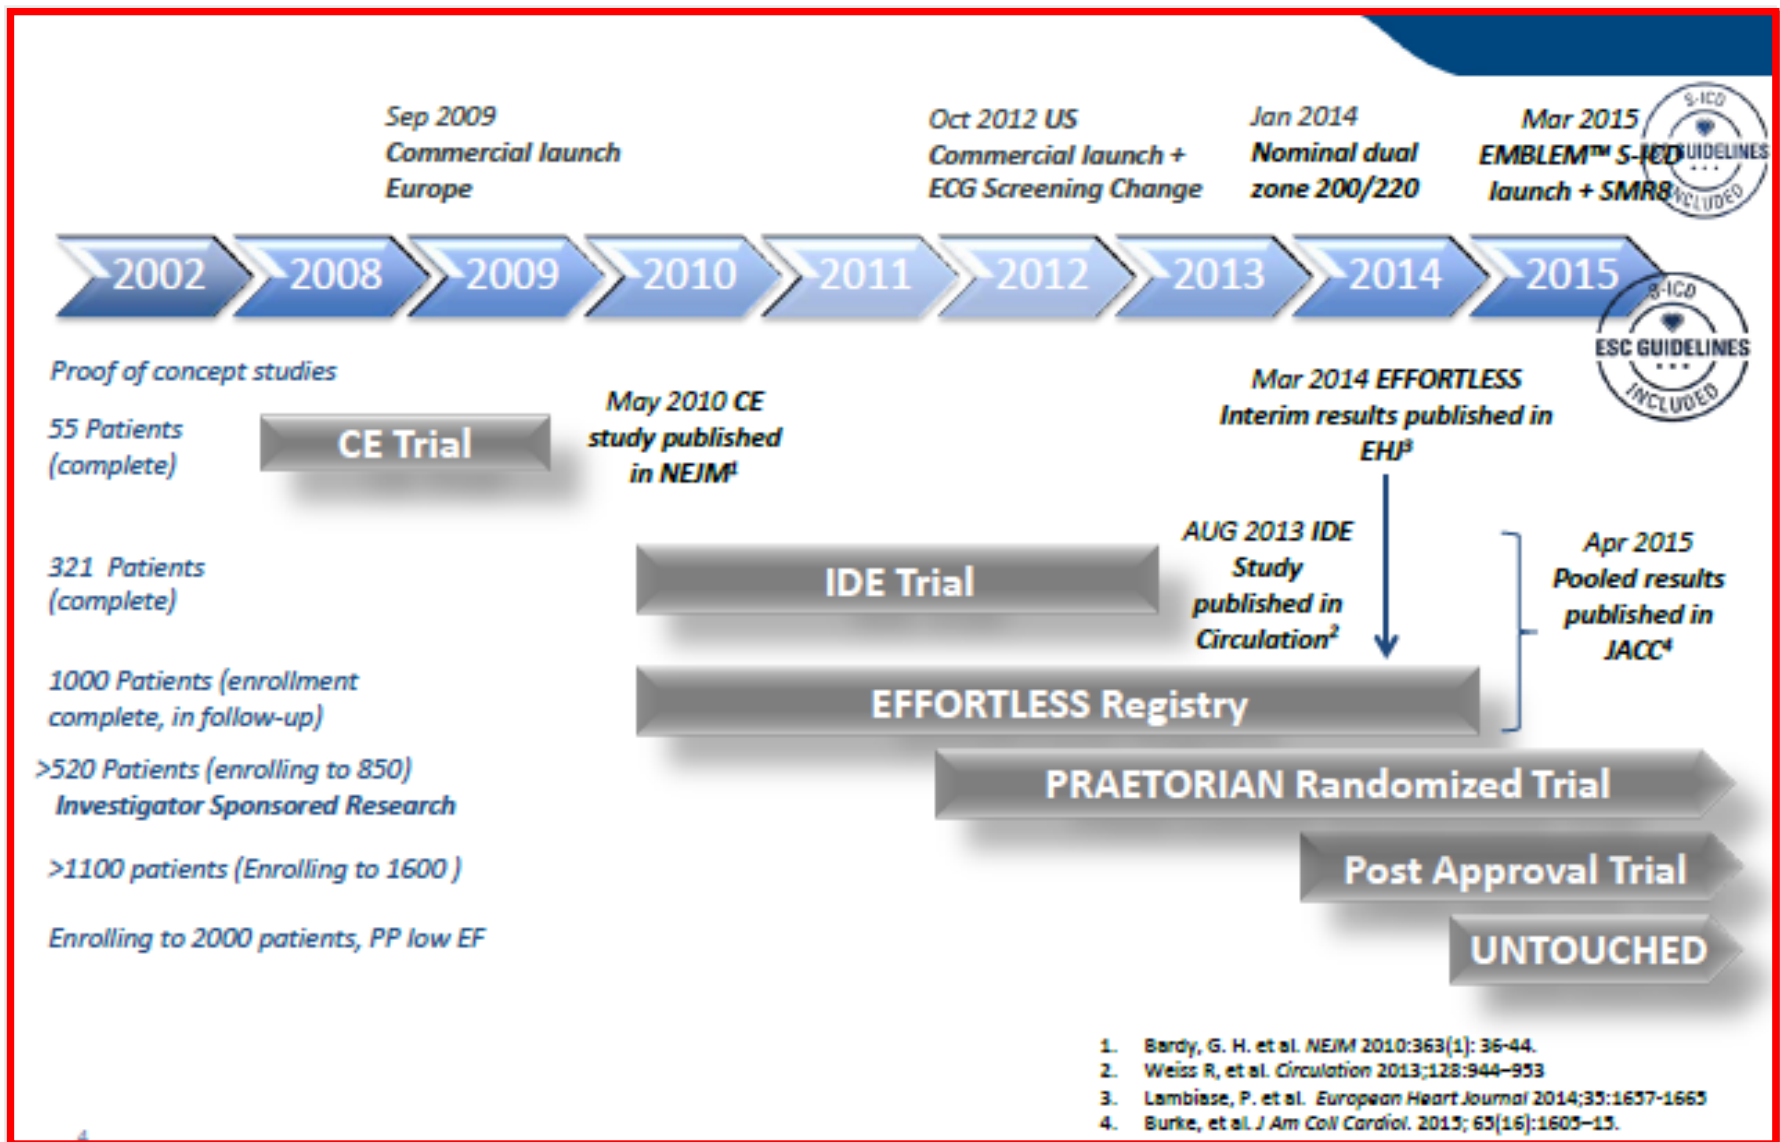 Sep 2009
Commercial launch
Europe
Oct 2012 US
Commercial launch +
ECG Screening Change
Jan 2014
Nominal dual
zone 200/220
Mar 2015
EMBLEM™ S-ICD
launch + SMR8
S-ICD
ESC GUIDELINES
INCLUDED
2002
2008
2009
2010
2011
2012
2013
2014
2015
S-ICD
ESC GUIDELINES
INCLUDED
Proof of concept studies
55 Patients
(complete)
CE Trial
May 2010 CE
study published
in NEJM¹
Mar 2014 EFFORTLESS
Interim results published in
EHJ³
321 Patients
(complete)
IDE Trial
AUG 2013 IDE
Study
published in
Circulation²
Apr 2015
Pooled results
published in
JACC⁴
1000 Patients (enrollment
complete, in follow-up)
EFFORTLESS Registry
>520 Patients (enrolling to 850)
Investigator Sponsored Research
PRAETORIAN Randomized Trial
>1100 patients (Enrolling to 1600 )
Post Approval Trial
Enrolling to 2000 patients, PP low EF
UNTOUCHED
1. Bardy, G. H. et al. NEJM 2010:363(1): 36-44.
2. Weiss R, et al. Circulation 2013;128:944–953
3. Lambiase, P. et al. European Heart Journal 2014;35:1657-1665
4. Burke, et al. J Am Coll Cardiol. 2015; 65(16):1605–15.
4